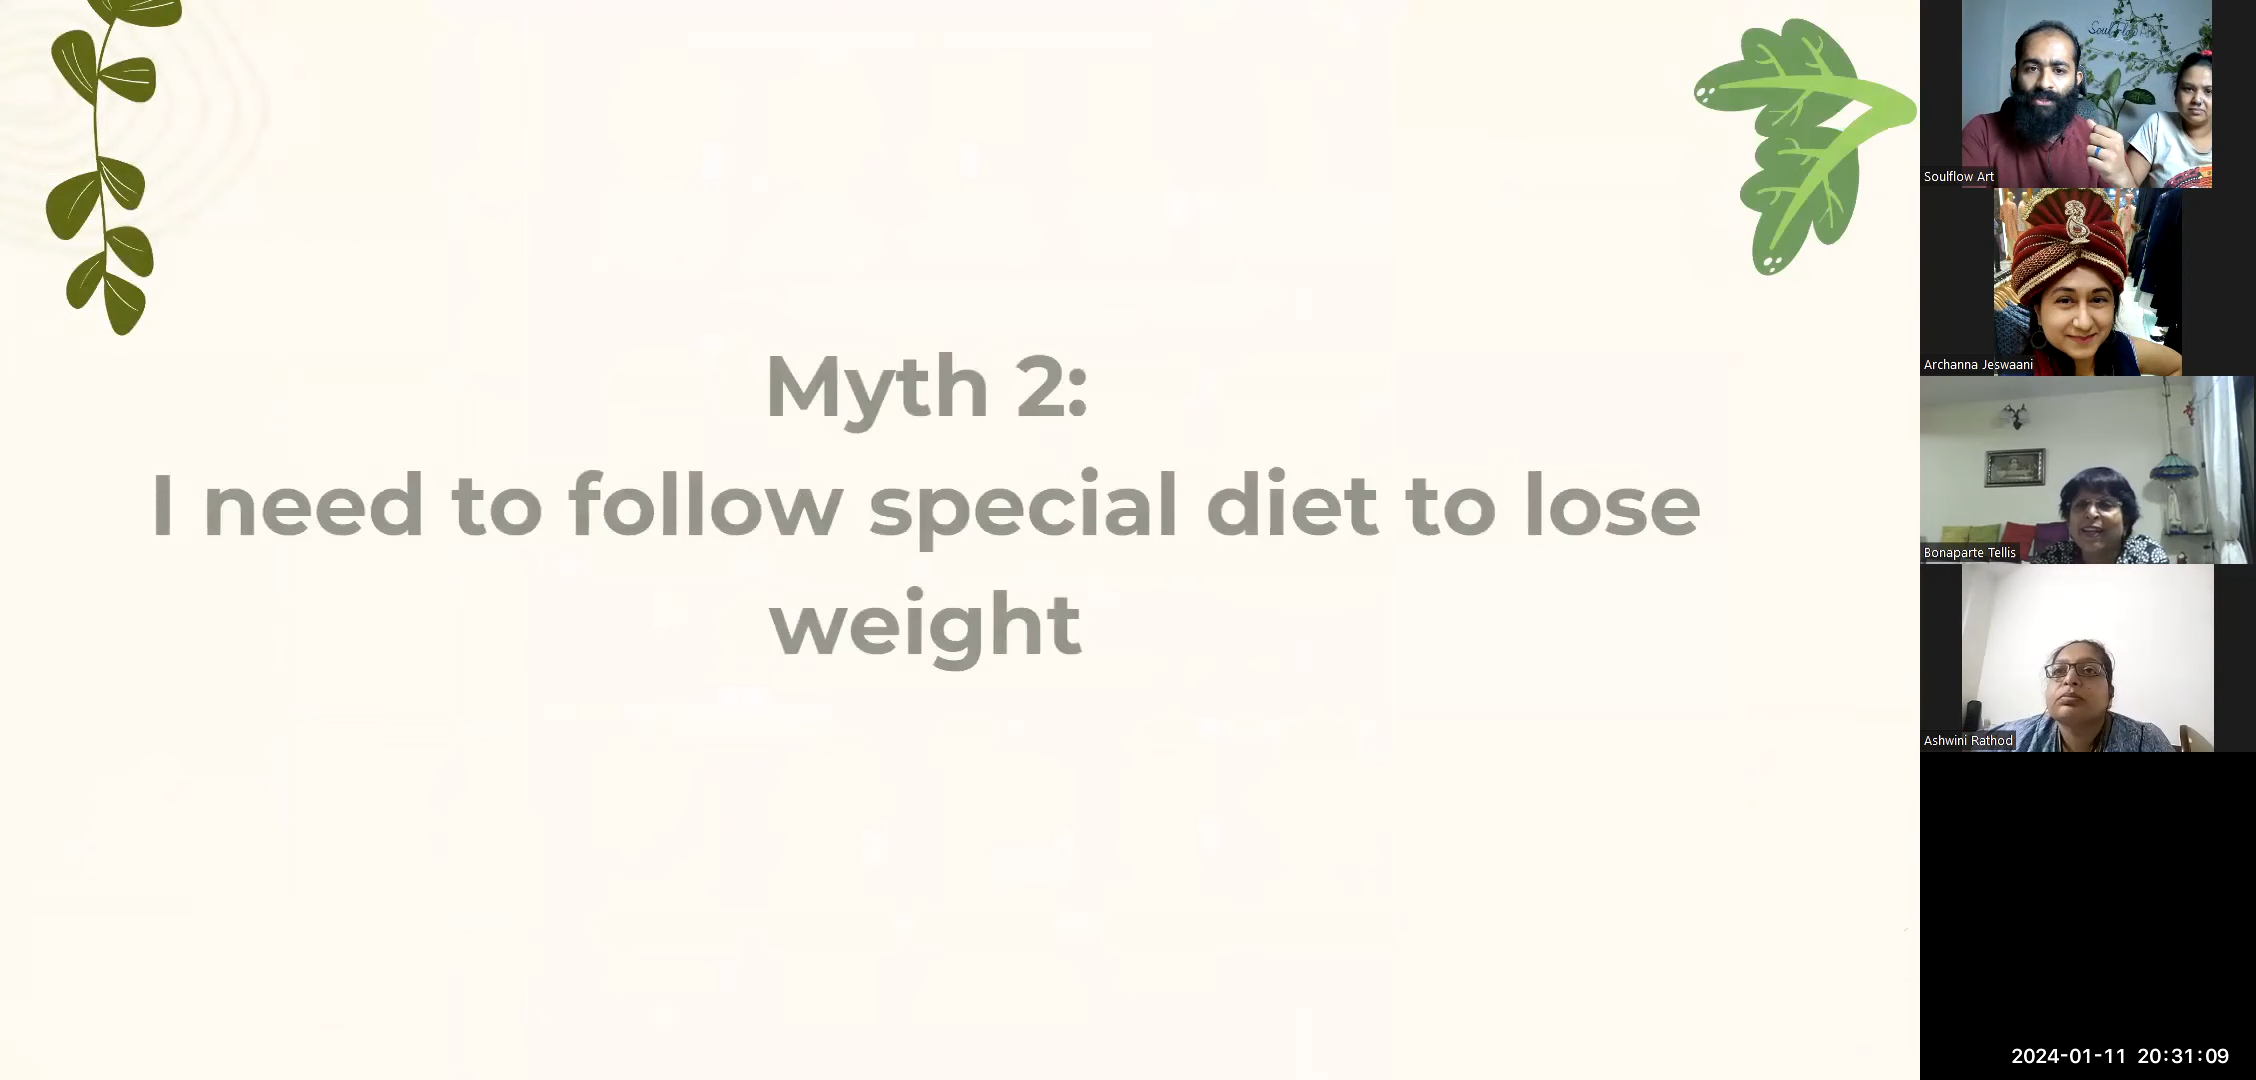 Myth 2:
I need to follow special diet to lose
weight
Soulflow Art
Archanna Jeswaani
Bonaparte Tellis
Ashwini Rathod
2024-01-11 20:31:09